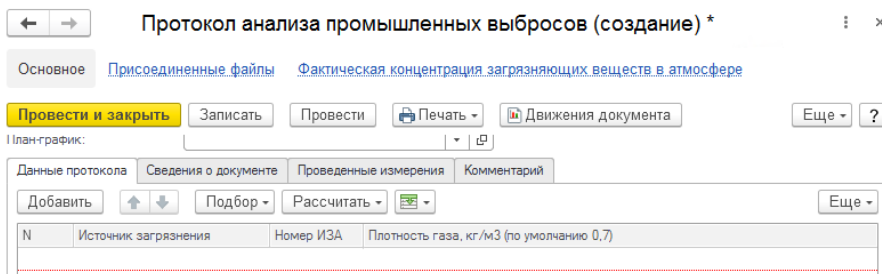 Протокол анализа промышленных выбросов (создание) *
Основное Присоединенные файлы Фактическая концентрация загрязняющих веществ в атмосфере
Провести и закрыть Записать Провести Печать Движения документа Еще ?
План-график:
Данные протокола Сведения о документе Проведенные измерения Комментарий
Добавить Подбор Рассчитать Еще
N Источник загрязнения Номер ИЗА Плотность газа, кг/м3 (по умолчанию 0,7)